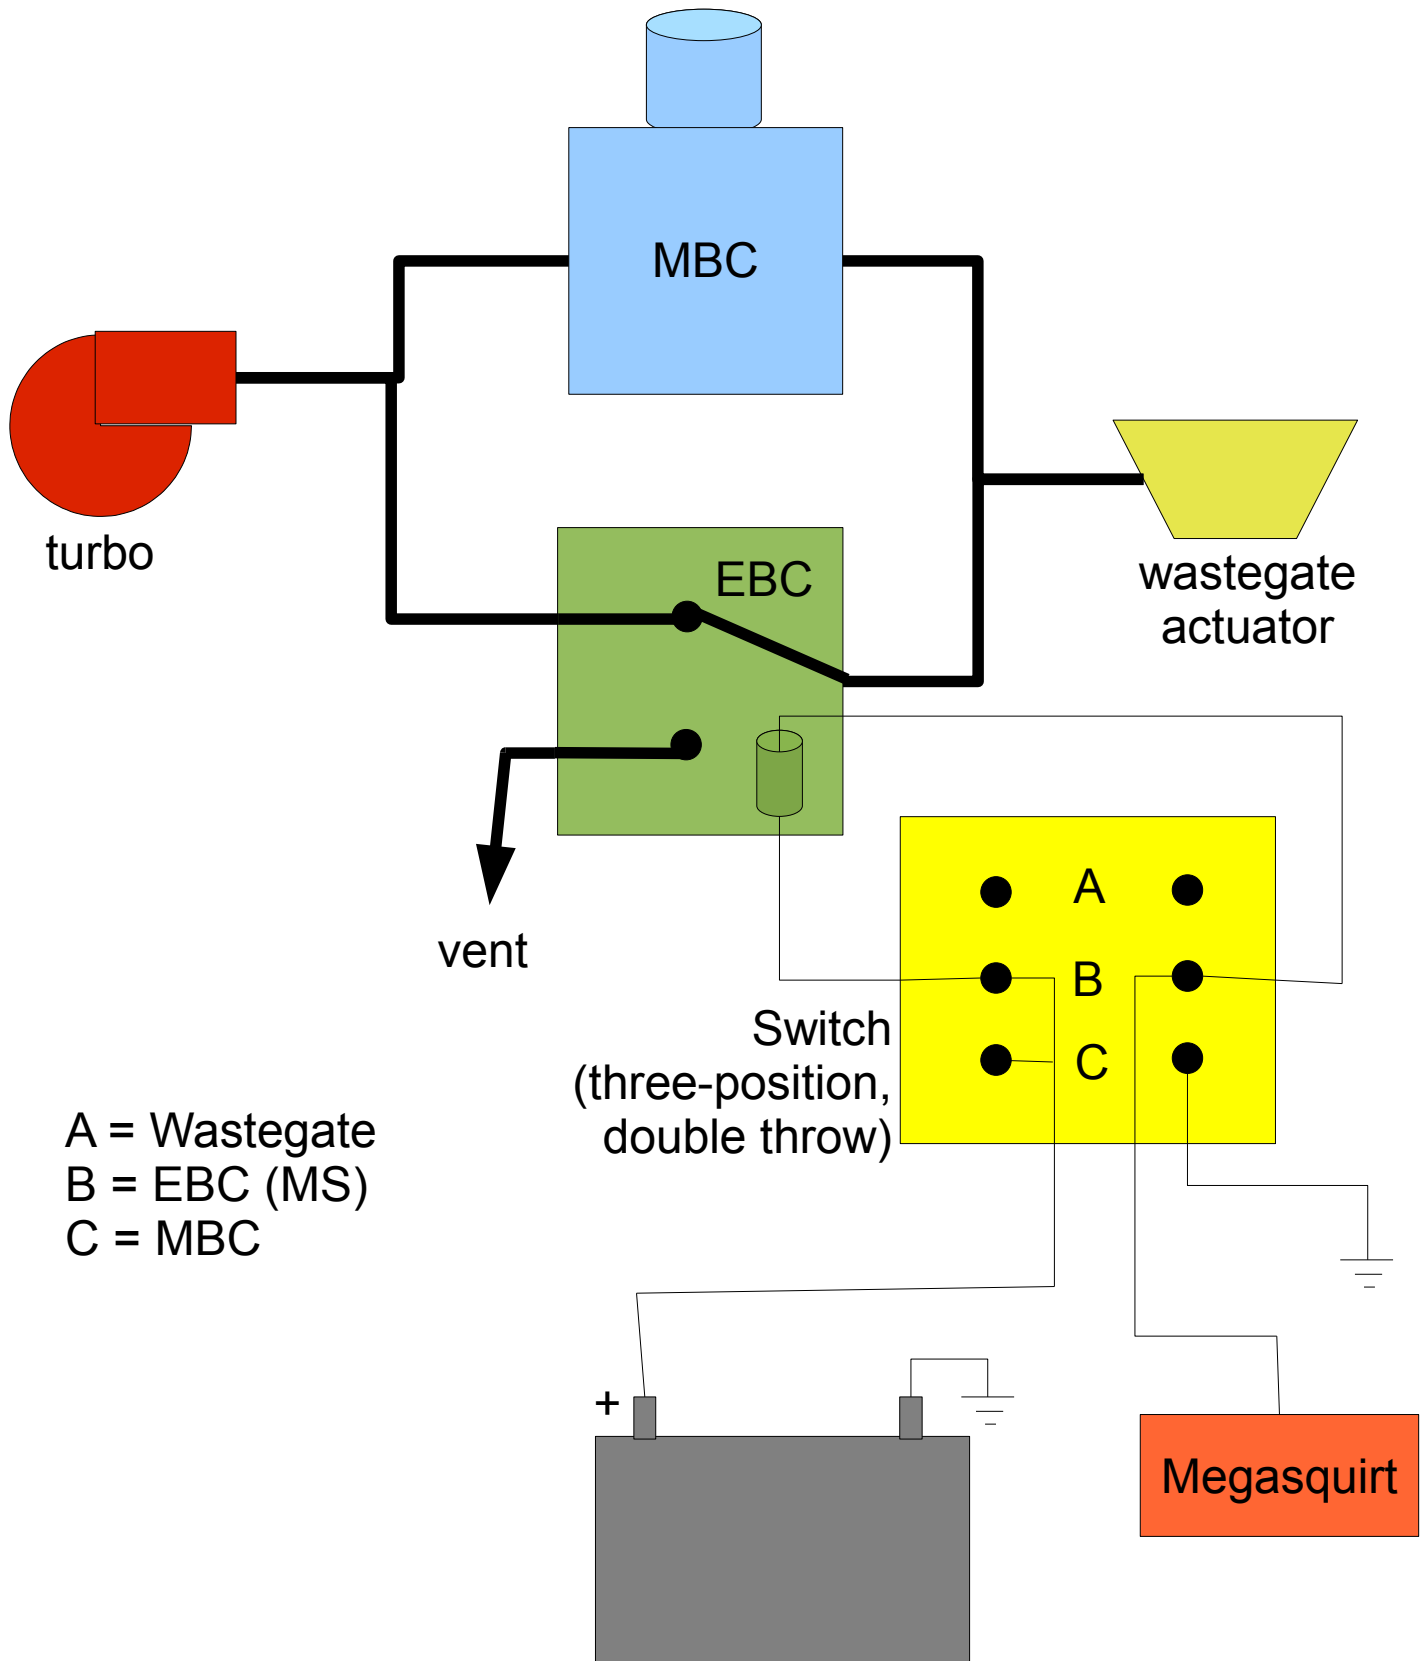 MBC
turbo
EBC
wastegate
actuator
vent
A
B
C
Switch
(three-position,
double throw)
A = Wastegate
B = EBC (MS)
C = MBC
+
Megasquirt